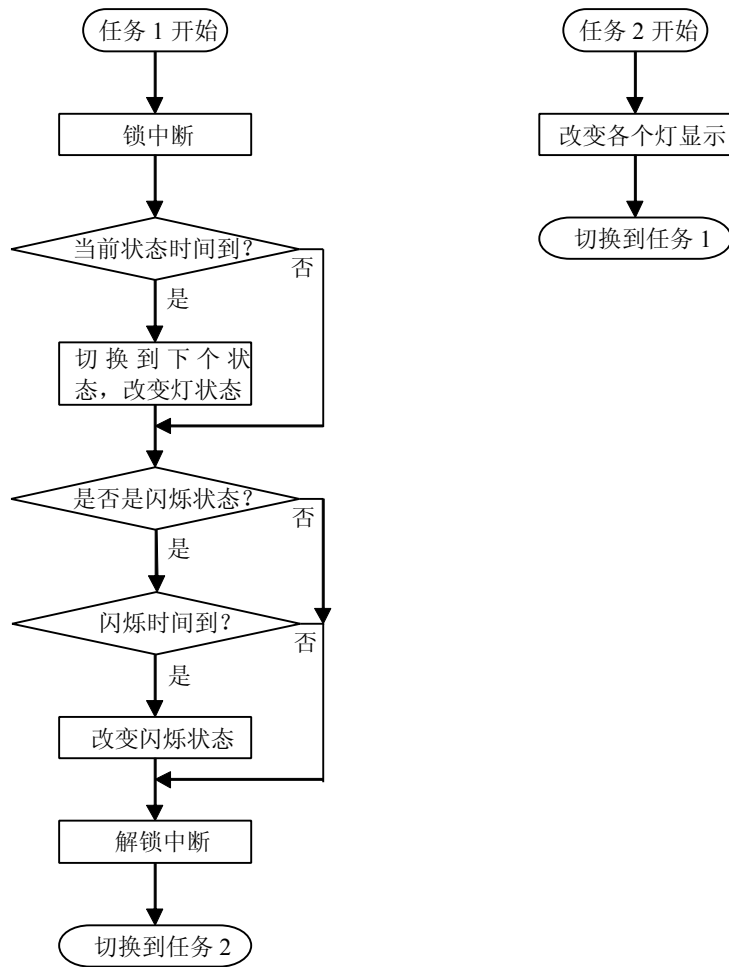 任务 1 开始
锁中断
当前状态时间到？
否
是
切换到下个状
态，改变灯状态
是否是闪烁状态？
否
是
闪烁时间到？
否
是
改变闪烁状态
解锁中断
切换到任务 2
任务 2 开始
改变各个灯显示
切换到任务 1